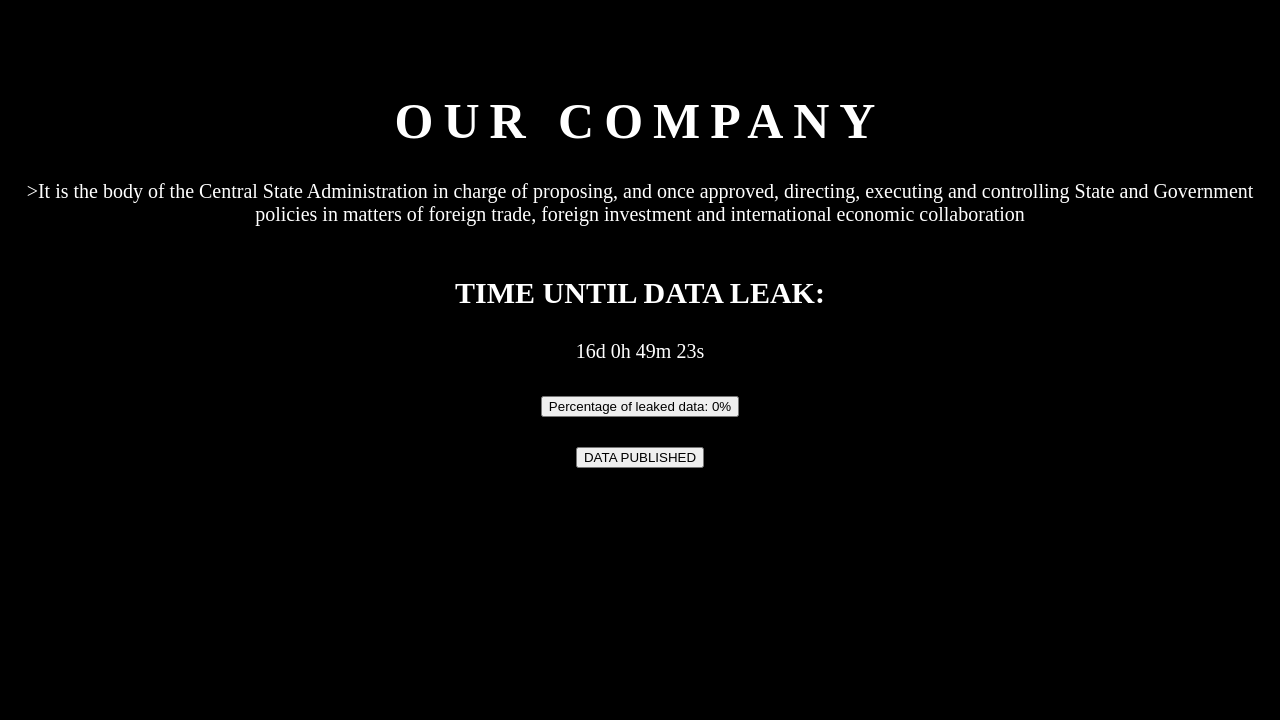 OUR COMPANY
>It is the body of the Central State Administration in charge of proposing, and once approved, directing, executing and controlling State and Government
policies in matters of foreign trade, foreign investment and international economic collaboration
TIME UNTIL DATA LEAK:
16d 0h 49m 23s
Percentage of leaked data: 0%
DATA PUBLISHED